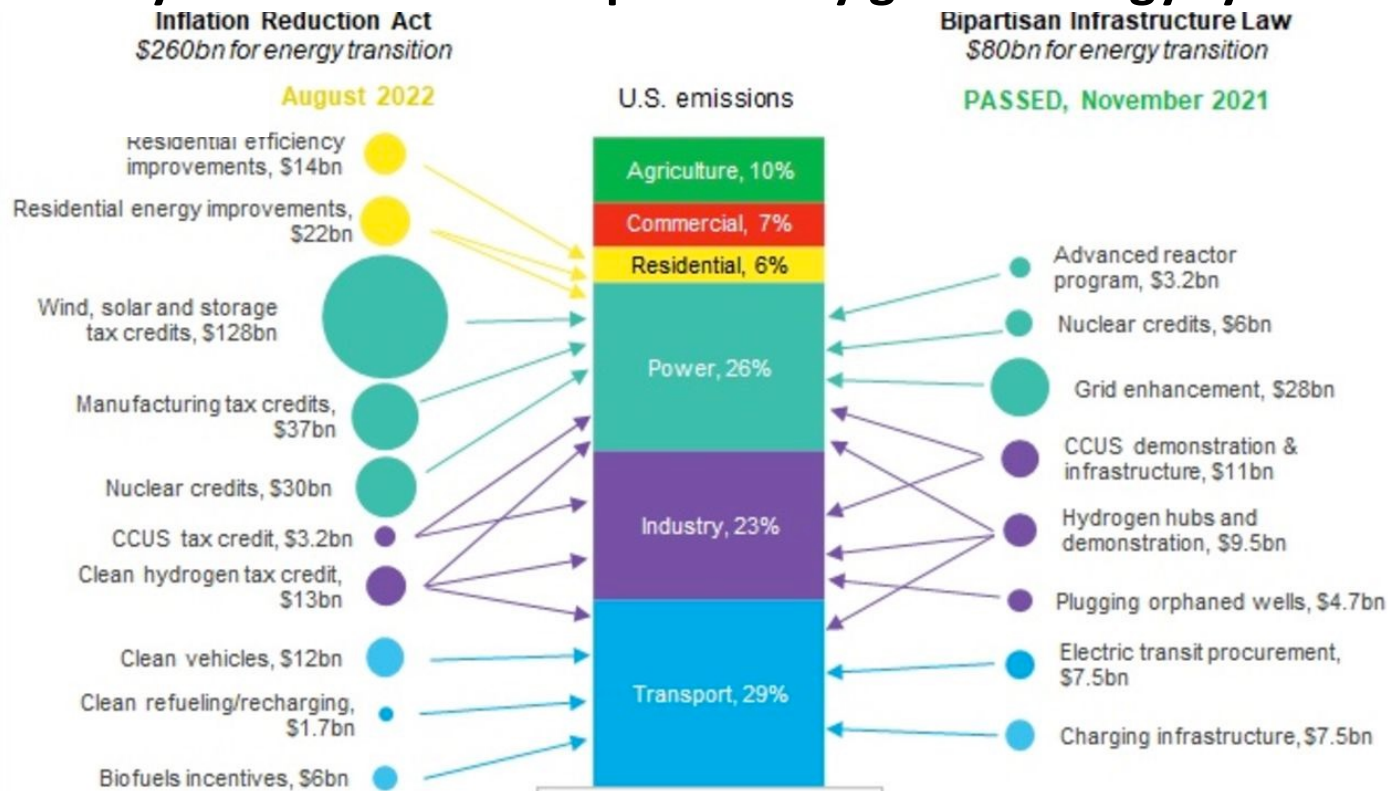 Inflation Reduction Act
$260bn for energy transition
August 2022
Residential efficiency
improvements, $14bn
Residential energy improvements,
$22bn
Wind, solar and storage
tax credits, $128bn
Manufacturing tax credits,
$37bn
Nuclear credits, $30bn
CCUS tax credit, $3.2bn
Clean hydrogen tax credit,
$13bn
Clean vehicles, $12bn
Clean refueling/recharging,
$1.7bn
Biofuels incentives, $6bn
U.S. emissions
Agriculture, 10%
Commercial, 7%
Residential, 6%
Power, 26%
Industry, 23%
Transport, 29%
Bipartisan Infrastructure Law
$80bn for energy transition
PASSED, November 2021
Advanced reactor
program, $3.2bn
Nuclear credits, $6bn
Grid enhancement, $28bn
CCUS demonstration &
infrastructure, $11bn
Hydrogen hubs and
demonstration, $9.5bn
Plugging orphaned wells, $4.7bn
Electric transit procurement,
$7.5bn
Charging infrastructure, $7.5bn